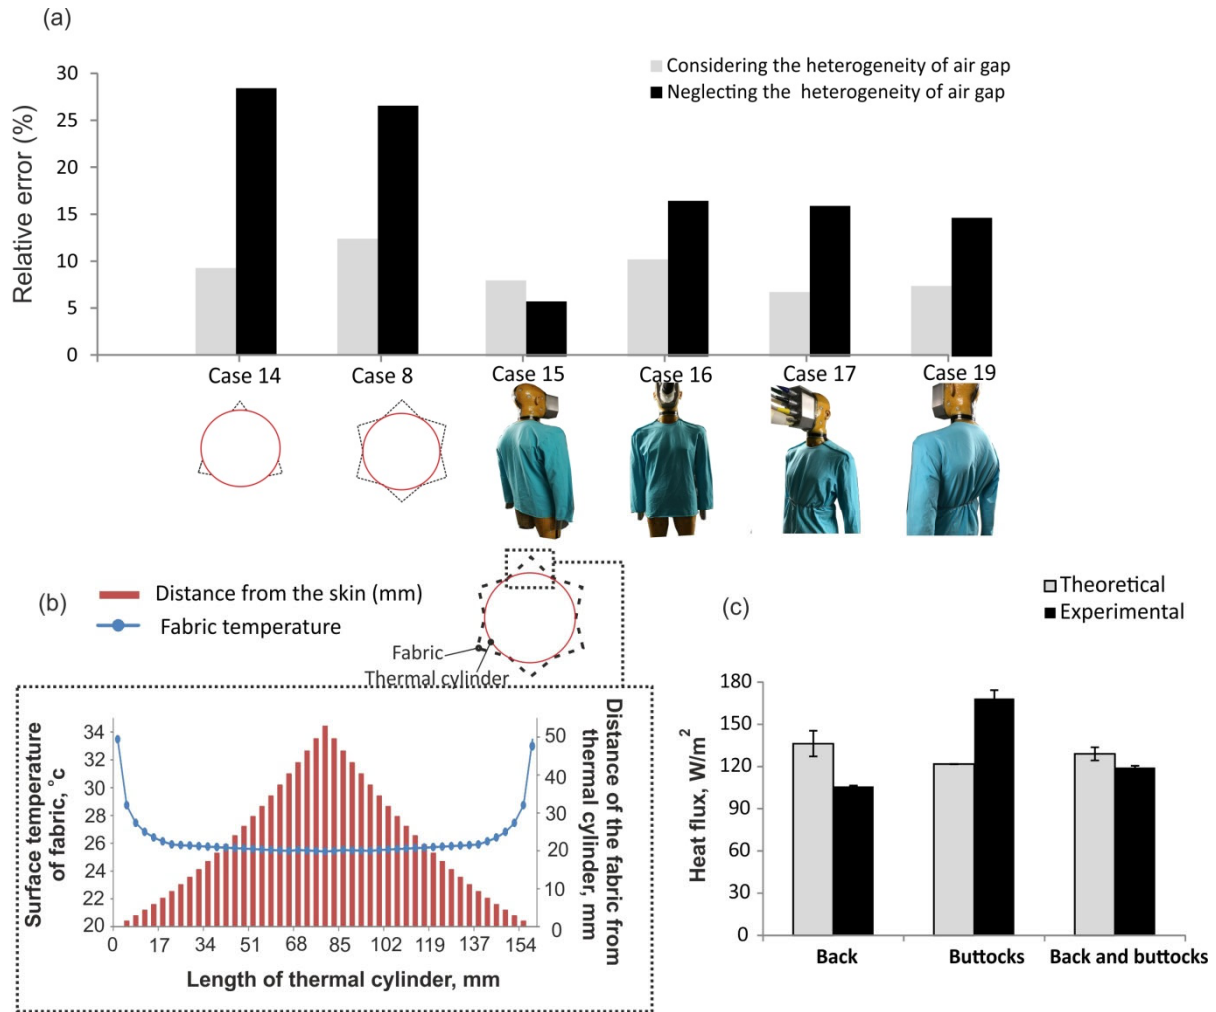 (a)
Relative error (%)
30
25
20
15
10
5
0
Considering the heterogeneity of air gap
Neglecting the heterogeneity of air gap
Case 14
Case 8
Case 15
Case 16
Case 17
Case 19
(b)
Distance from the skin (mm)
Fabric temperature
Fabric
Thermal cylinder
Surface temperature
of fabric, °c
34
32
30
28
26
24
22
20
0
17
34
51
68
85
102
119
137
154
Length of thermal cylinder, mm
50
40
30
20
10
0
Distance of the fabric from
thermal cylinder, mm
(c)
Theoretical
Experimental
Heat flux, W/m²
180
150
120
90
60
30
0
Back
Buttocks
Back and buttocks